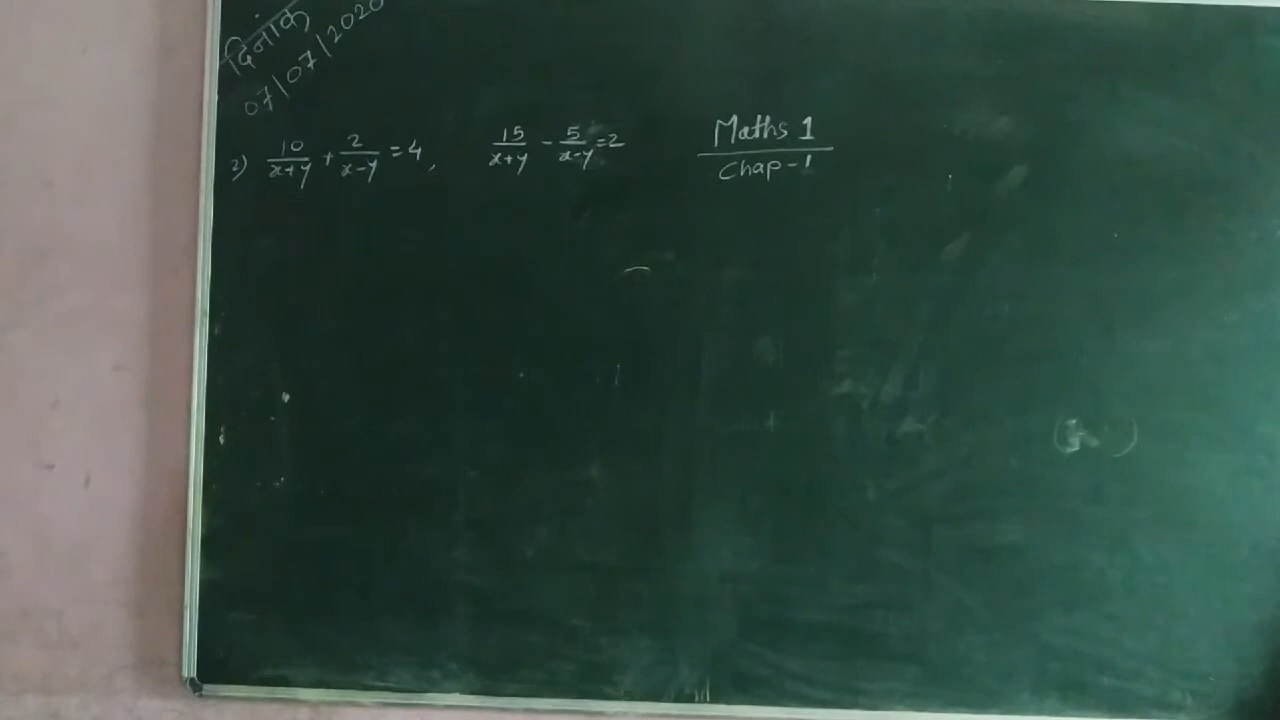 दिनांक
07/07/2020
2) 10/(x+y) + 2/(x-y) = 4, 15/(x+y) - 5/(x-y) = 2
Maths 1
Chap-1